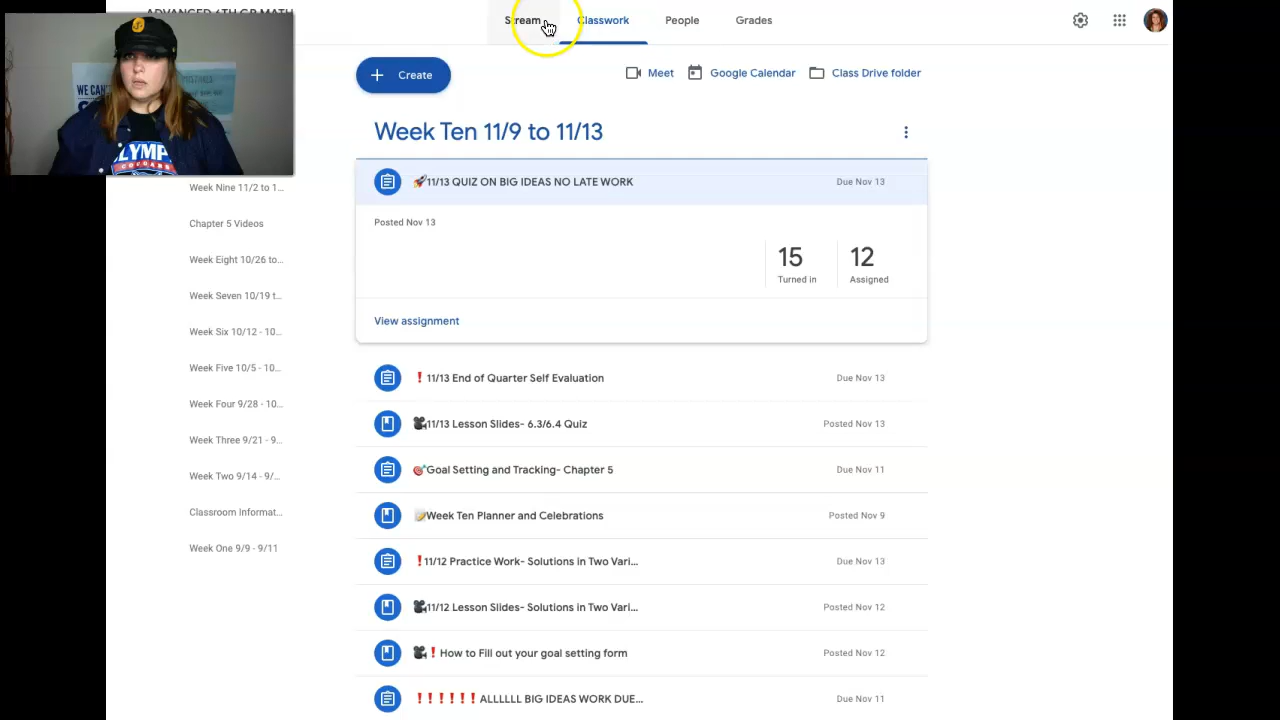 ADVANCED 6TH GR MATH
Stream
Classwork
People
Grades
WE CAN
MISTAKES
OLYMP
COUGARS
Create
Meet
Google Calendar
Class Drive folder
Week Ten 11/9 to 11/13
🚀11/13 QUIZ ON BIG IDEAS NO LATE WORK
Due Nov 13
Posted Nov 13
15
Turned in
12
Assigned
View assignment
❗11/13 End of Quarter Self Evaluation
Due Nov 13
🎥11/13 Lesson Slides- 6.3/6.4 Quiz
Posted Nov 13
🎯Goal Setting and Tracking- Chapter 5
Due Nov 11
📝Week Ten Planner and Celebrations
Posted Nov 9
❗11/12 Practice Work- Solutions in Two Vari...
Due Nov 13
🎥11/12 Lesson Slides- Solutions in Two Vari...
Posted Nov 12
🎥❗How to Fill out your goal setting form
Posted Nov 12
❗❗❗❗❗❗ALLLLLL BIG IDEAS WORK DUE...
Due Nov 11
Week Nine 11/2 to 1...
Chapter 5 Videos
Week Eight 10/26 to...
Week Seven 10/19 t...
Week Six 10/12 - 10...
Week Five 10/5 - 10...
Week Four 9/28 - 10...
Week Three 9/21 - 9...
Week Two 9/14 - 9/...
Classroom Informat...
Week One 9/9 - 9/11